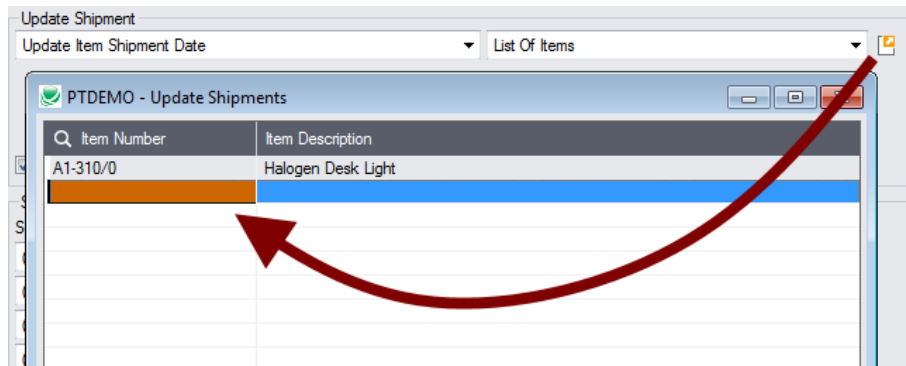 Update Shipment
Update Item Shipment Date List Of Items
PTDEMO - Update Shipments
Item Number Item Description
A1-310/0 Halogen Desk Light